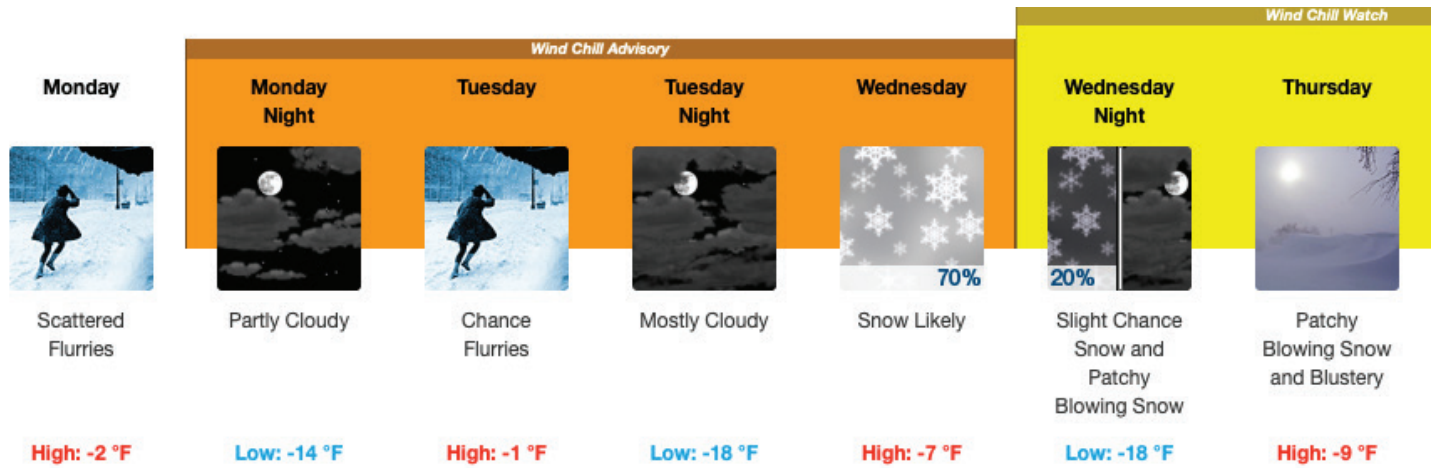 Wind Chill Watch
Wind Chill Advisory
Monday
Monday
Night
Tuesday
Tuesday
Night
Wednesday
Wednesday
Night
Thursday
70%
20%
Scattered
Flurries
Partly Cloudy
Chance
Flurries
Mostly Cloudy
Snow Likely
Slight Chance
Snow and
Patchy
Blowing Snow
Patchy
Blowing Snow
and Blustery
High: -2 °F
Low: -14 °F
High: -1 °F
Low: -18 °F
High: -7 °F
Low: -18 °F
High: -9 °F